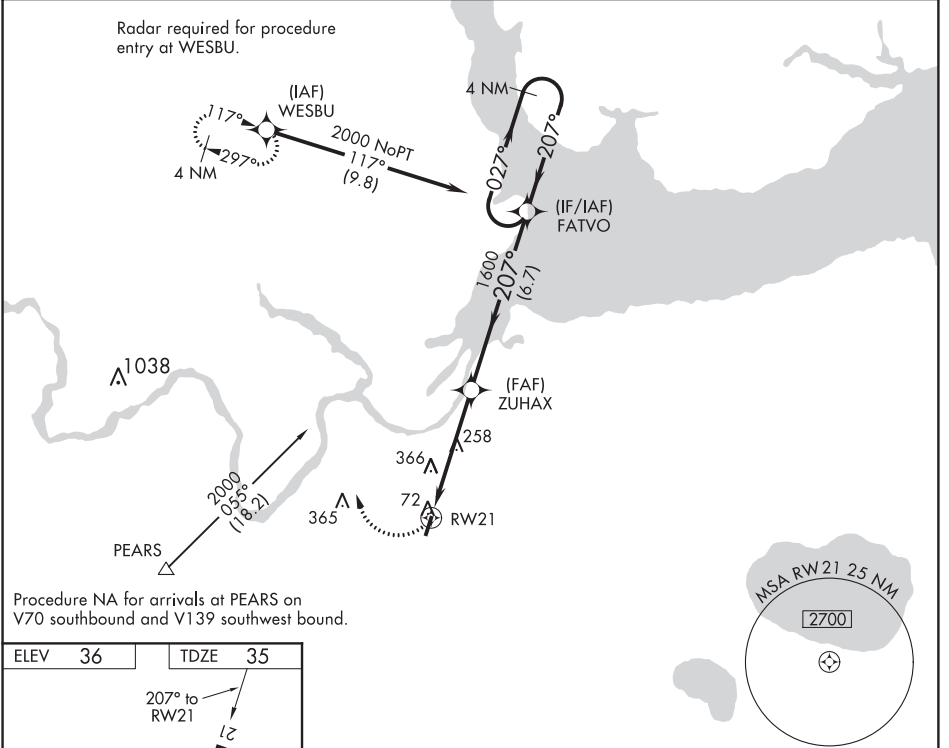 Radar required for procedure
entry at WESBU.
(IAF)
WESBU
117°
297°
4 NM
2000 NoPT
117°
(9.8)
4 NM
027°
207°
(IF/IAF)
FATVO
1600
207°
(6.7)
1038
(FAF)
ZUHAX
258
366
365
72
RW21
2000
055°
(18.2)
PEARS
Procedure NA for arrivals at PEARS on
V70 southbound and V139 southwest bound.
MSA RW21 25 NM
2700
ELEV 36
TDZE 35
207° to
RW21
21